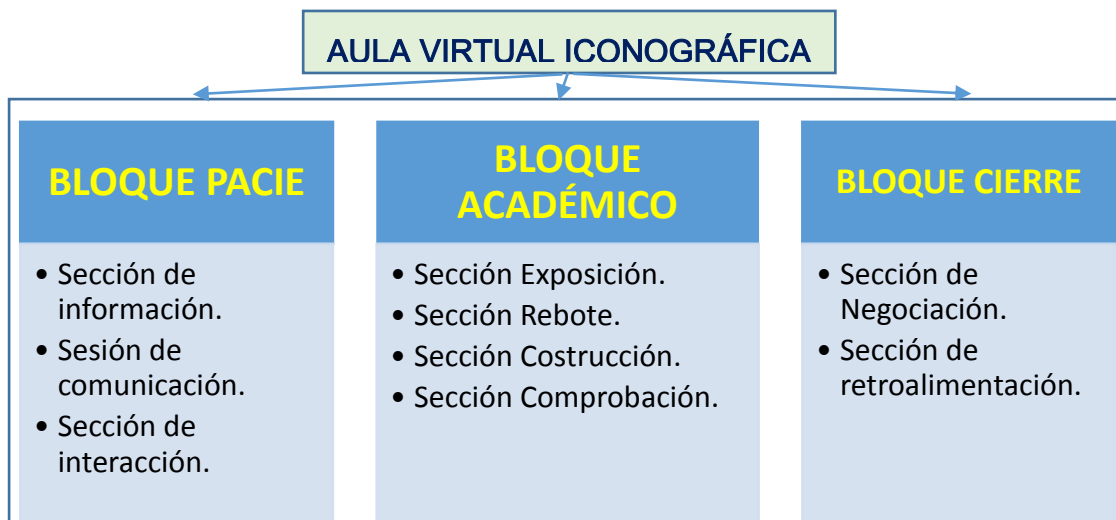 AULA VIRTUAL ICONOGRÁFICA
BLOQUE PACIE
• Sección de
información.
• Sesión de
comunicación.
• Sección de
interacción.
BLOQUE
ACADÉMICO
• Sección Exposición.
• Sección Rebote.
• Sección Costrucción.
• Sección Comprobación.
BLOQUE CIERRE
• Sección de
Negociación.
• Sección de
retroalimentación.